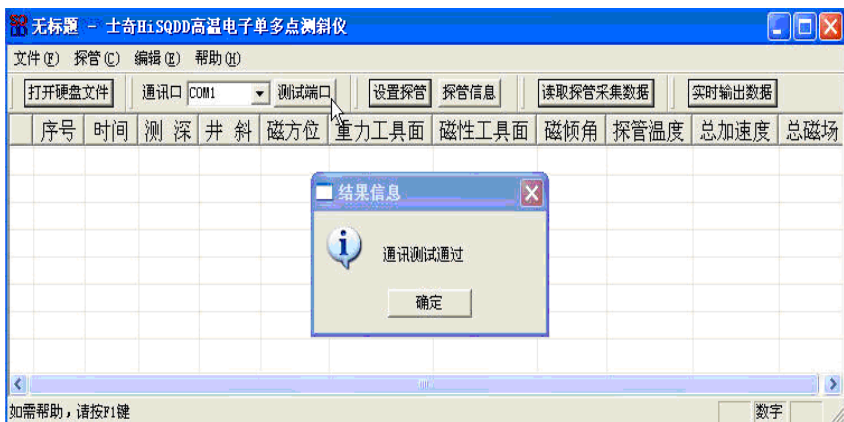 无标题 - 士奇HiSQDD高温电子单多点测斜仪
文件(F) 探管(C) 编辑(E) 帮助(H)
打开硬盘文件 通讯口 COM1 测试端口 设置探管 探管信息 读取探管采集数据 实时输出数据
序号 时间 测 深 井 斜 磁方位 重力工具面 磁性工具面 磁倾角 探管温度 总加速度 总磁场
结果信息
通讯测试通过
确定
如需帮助，请按F1键 数字